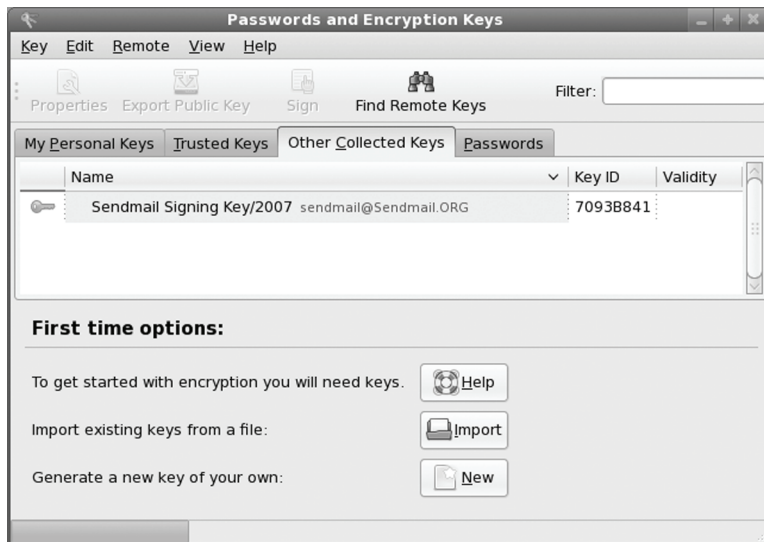 Passwords and Encryption Keys
Key Edit Remote View Help
Properties Export Public Key Sign Find Remote Keys Filter:
My Personal Keys Trusted Keys Other Collected Keys Passwords
Name Key ID Validity
Sendmail Signing Key/2007 sendmail@Sendmail.ORG 7093B841
First time options:
To get started with encryption you will need keys. Help
Import existing keys from a file: Import
Generate a new key of your own: New